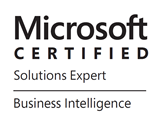 Microsoft
CERTIFIED
Solutions Expert
Business Intelligence